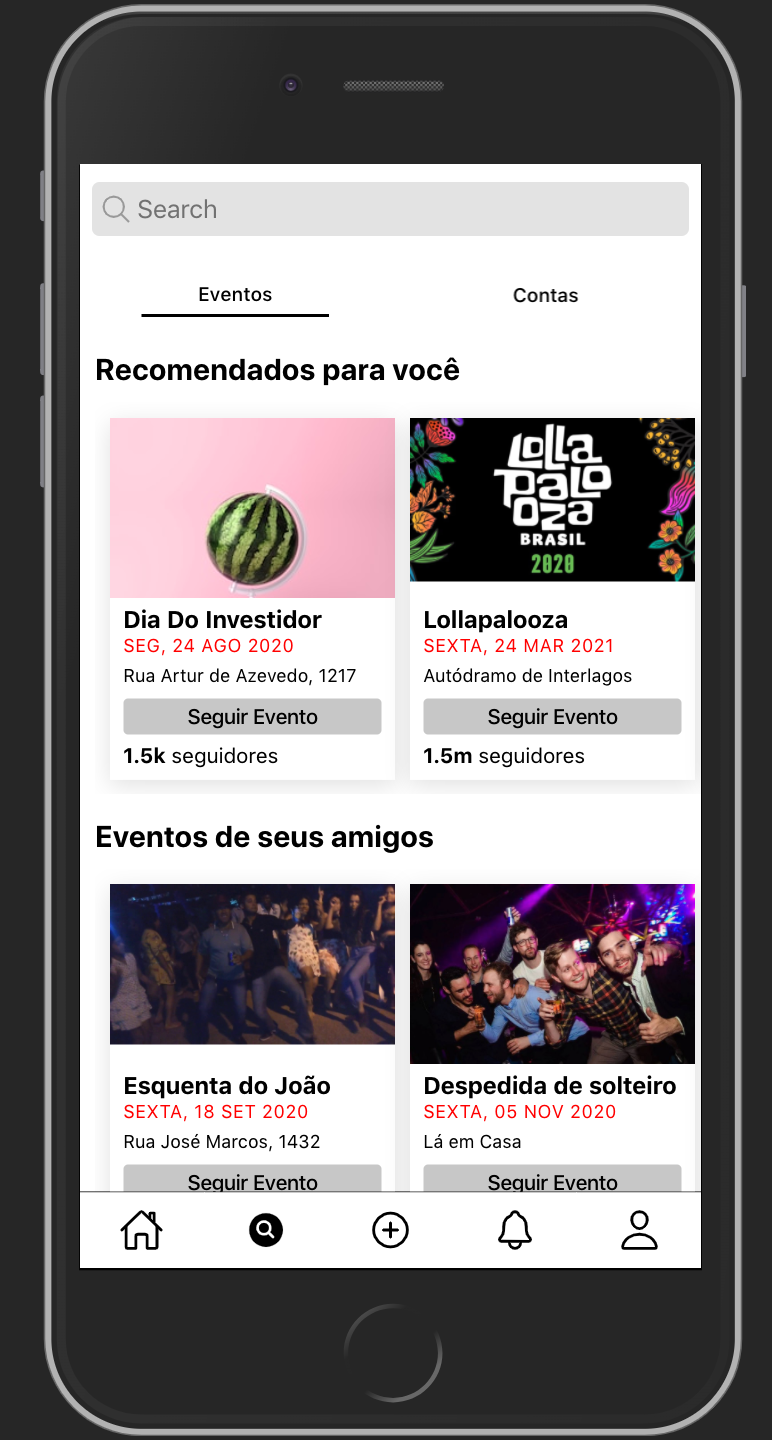 Search
Eventos
Contas
Recomendados para você
LOLLA
PALO
OZA
BRASIL
2020
Dia Do Investidor
SEG, 24 AGO 2020
Rua Artur de Azevedo, 1217
Seguir Evento
1.5k seguidores
Lollapalooza
SEXTA, 24 MAR 2021
Autódramo de Interlagos
Seguir Evento
1.5m seguidores
Eventos de seus amigos
Esquenta do João
SEXTA, 18 SET 2020
Rua José Marcos, 1432
Seguir Evento
Despedida de solteiro
SEXTA, 05 NOV 2020
Lá em Casa
Seguir Evento